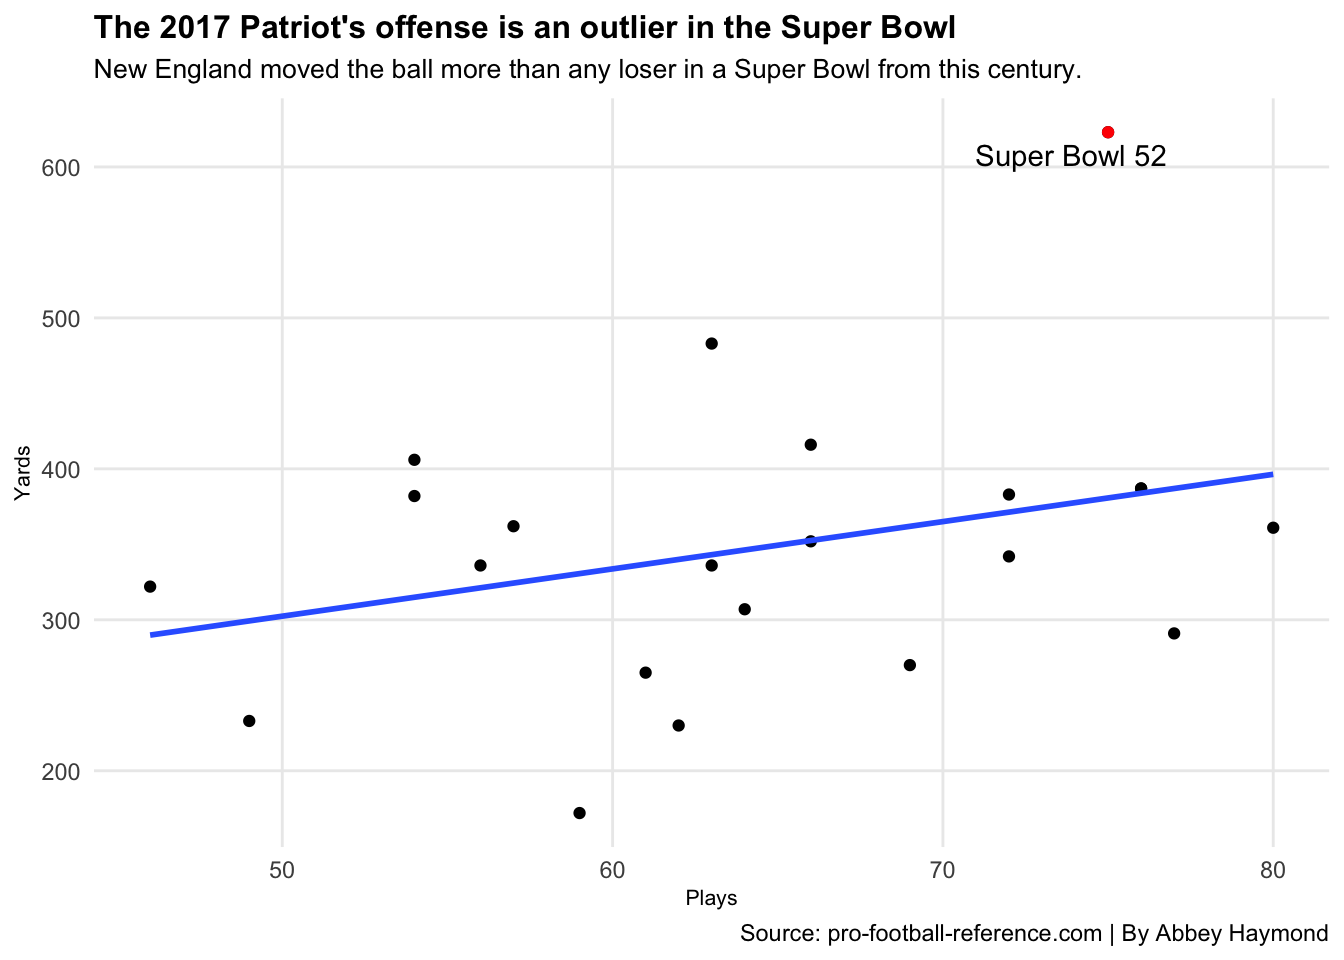 The 2017 Patriot's offense is an outlier in the Super Bowl
New England moved the ball more than any loser in a Super Bowl from this century.
Super Bowl 52
600
500
400
300
200
Yards
50 60 70 80
Plays
Source: pro-football-reference.com | By Abbey Haymond